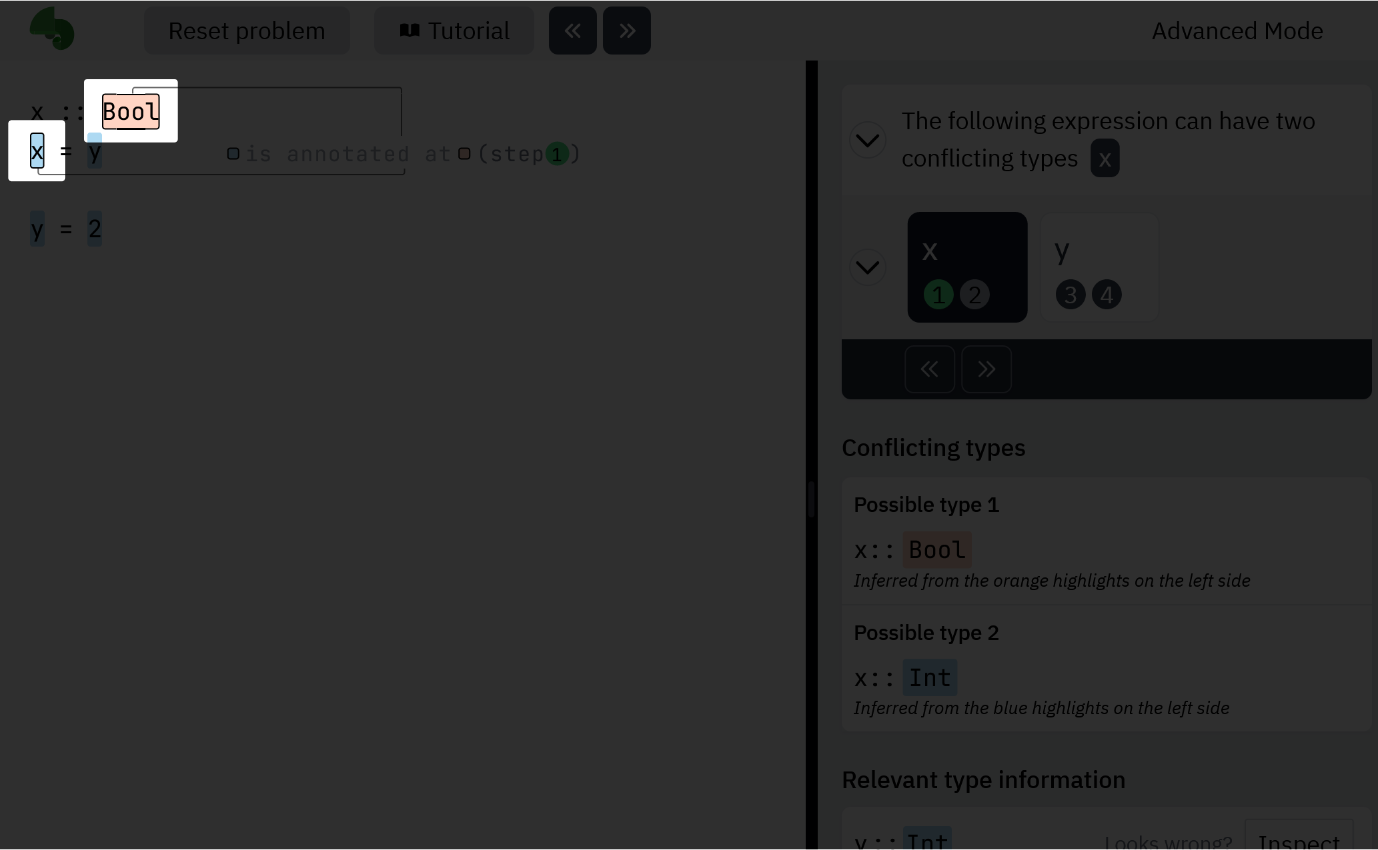 Reset problem
Tutorial
Advanced Mode
x :: Bool
x = y
is annotated at (step 1)
y = 2
The following expression can have two
conflicting types x
x
1 2
y
3 4
Conflicting types
Possible type 1
x:: Bool
Inferred from the orange highlights on the left side
Possible type 2
x:: Int
Inferred from the blue highlights on the left side
Relevant type information
y:: Int
Looks wrong? Inspect